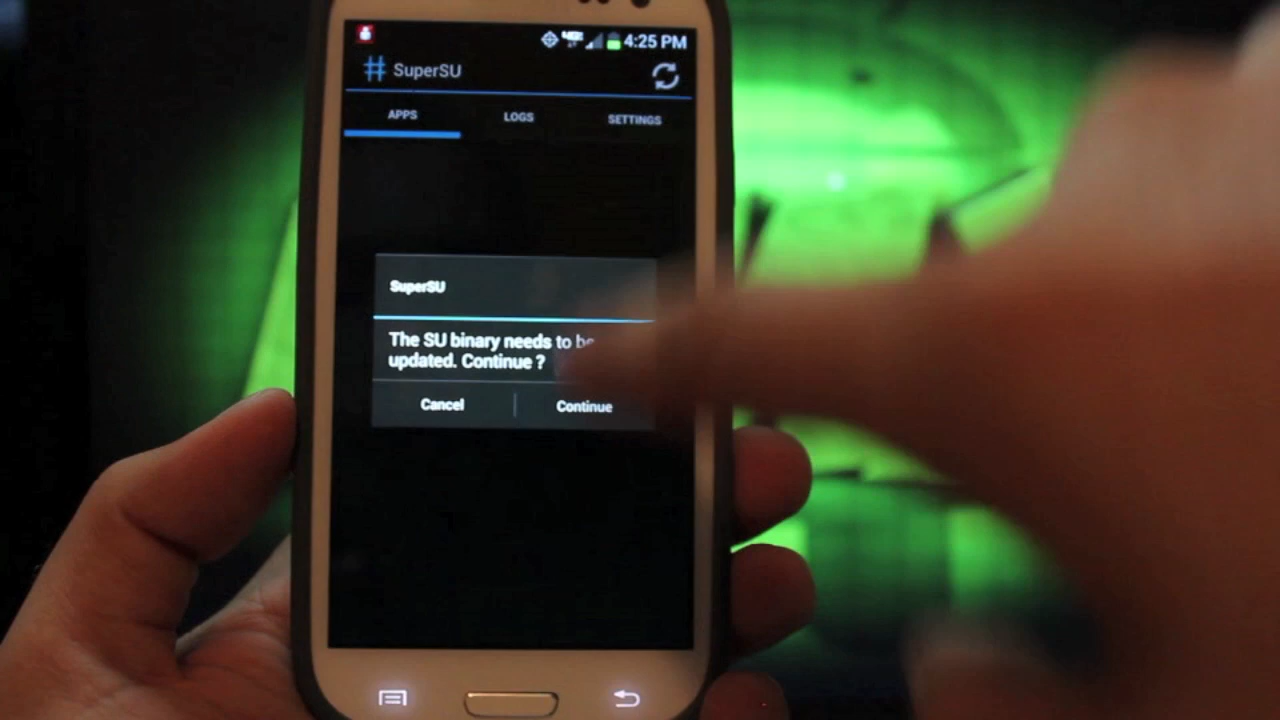 4:25 PM
SuperSU
APPS LOGS SETTINGS
SuperSU
The SU binary needs to be
updated. Continue ?
Cancel Continue